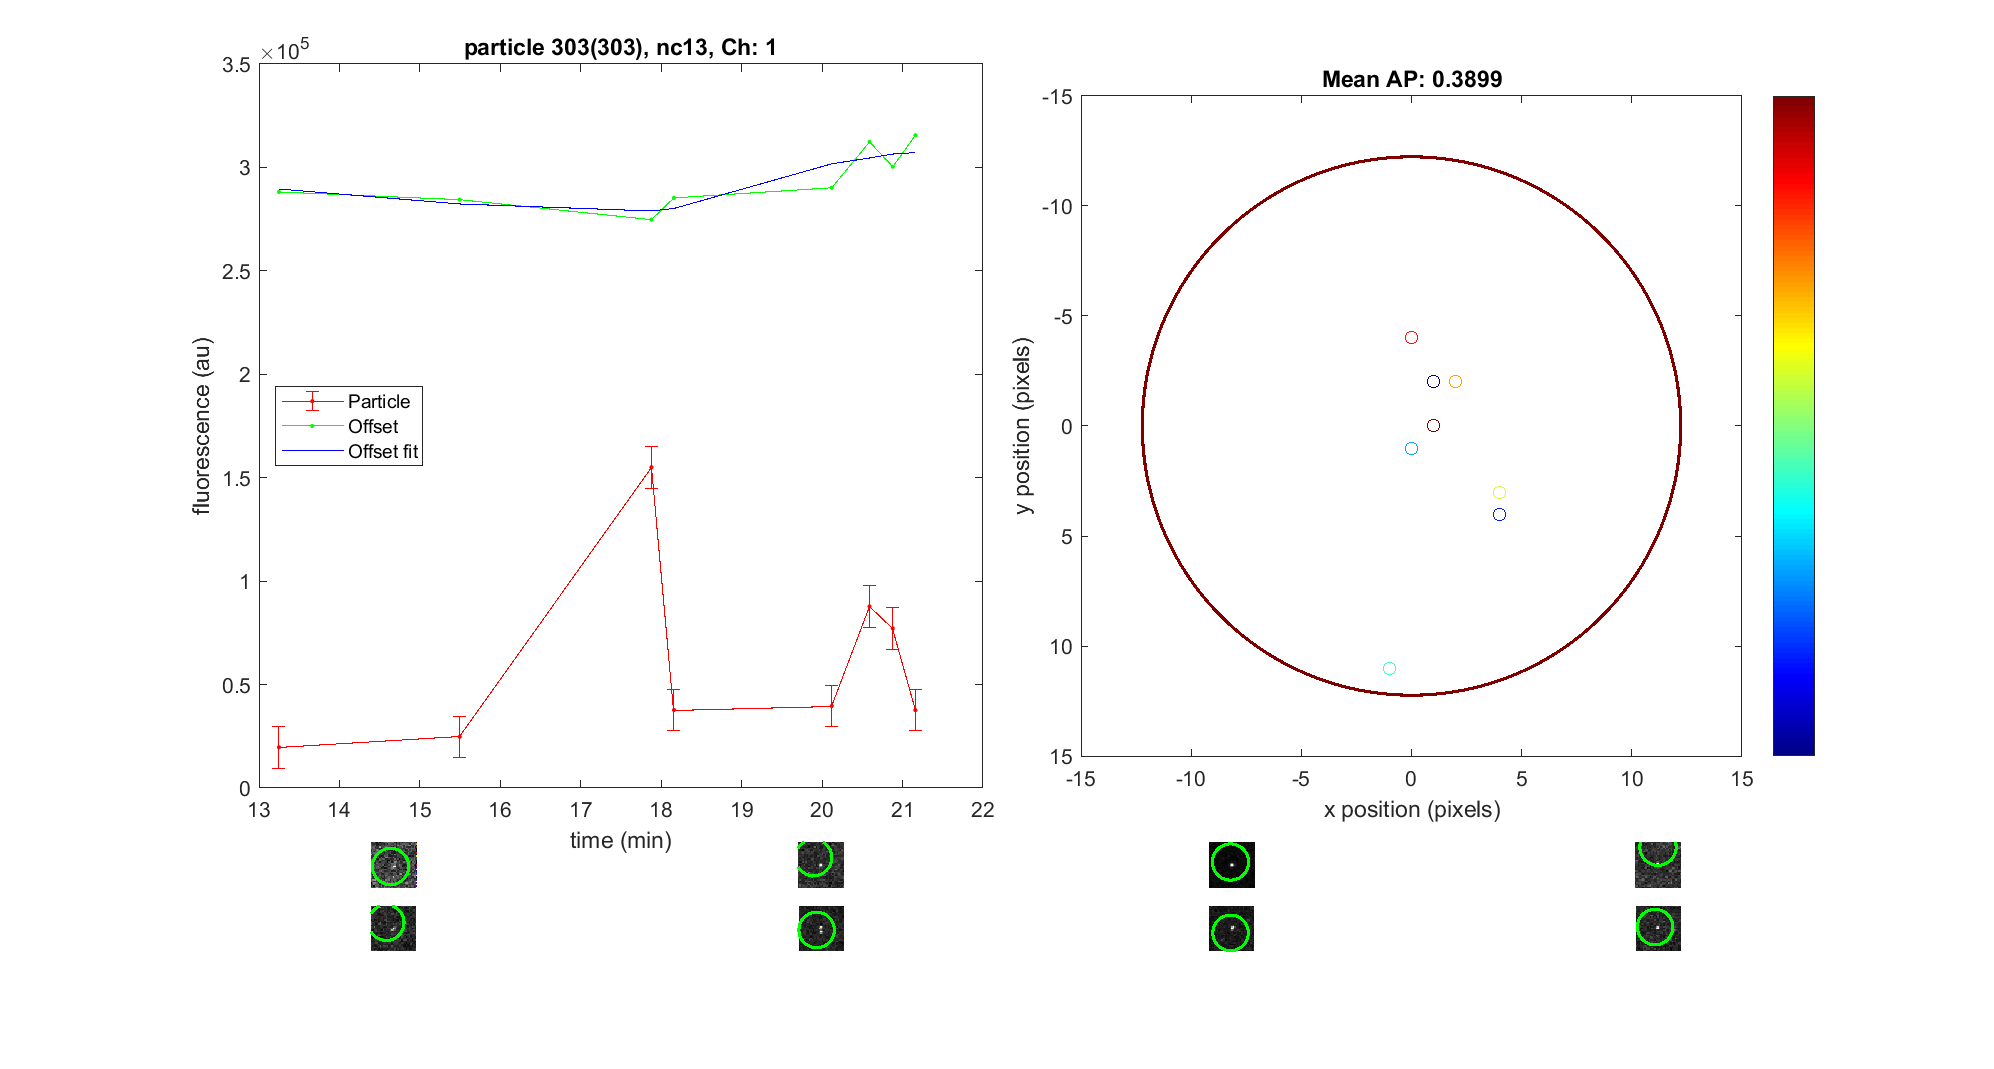 particle 303(303), nc13, Ch: 1
×10^5
3.5
3
2.5
2
1.5
1
0.5
0
fluorescence (au)
Particle
Offset
Offset fit
13 14 15 16 17 18 19 20 21 22
time (min)
Mean AP: 0.3899
-15
-10
-5
0
5
10
15
y position (pixels)
-15 -10 -5 0 5 10 15
x position (pixels)